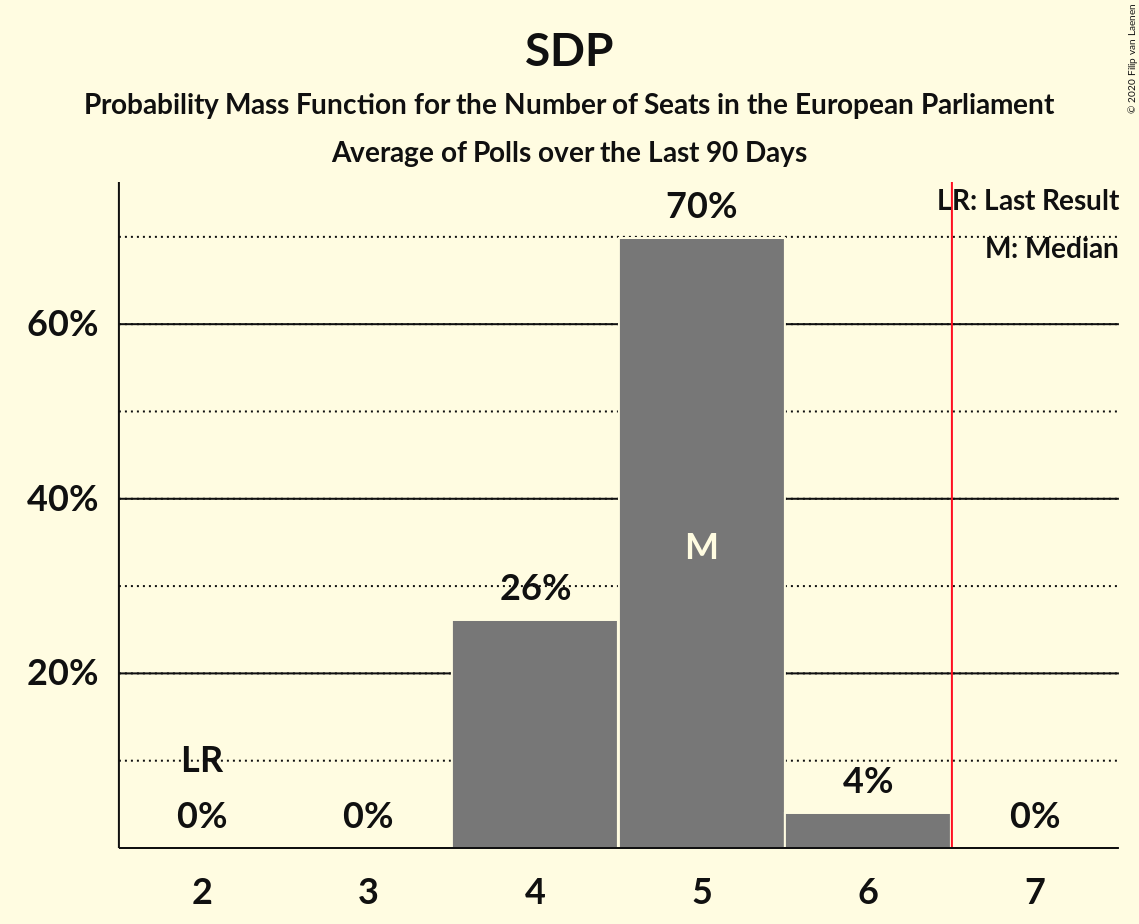 SDP
Probability Mass Function for the Number of Seats in the European Parliament
Average of Polls over the Last 90 Days
© 2020 Filip van Laenen
LR: Last Result
M: Median
70%
60%
40%
M
26%
20%
LR
4%
0%
0%
0%
2
3
4
5
6
7